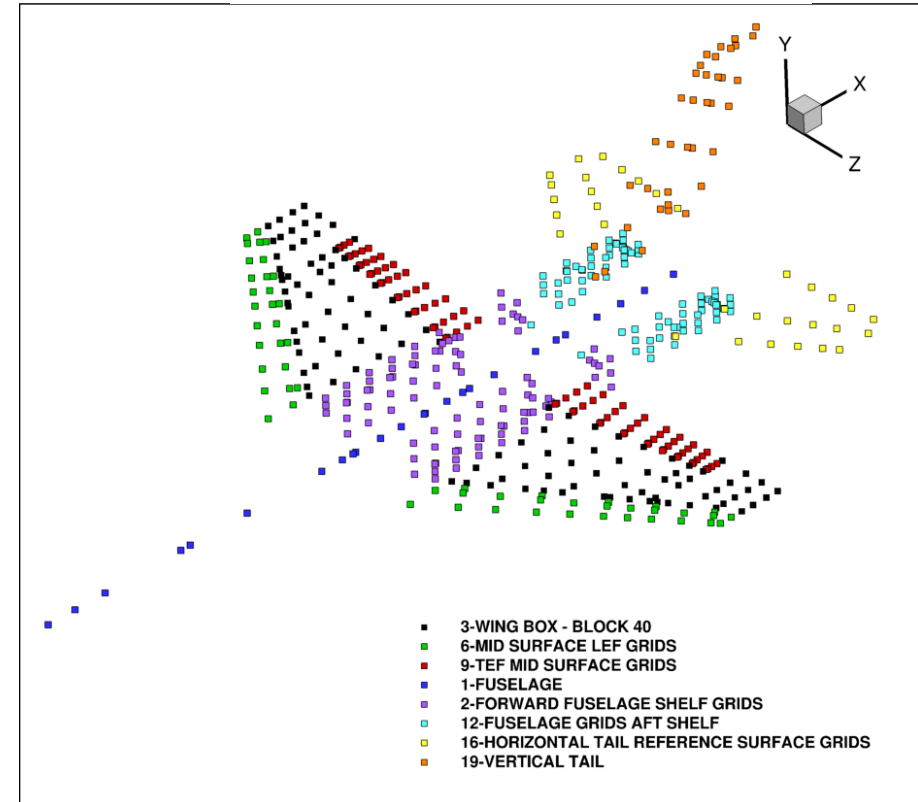 Y
X
Z
3-WING BOX - BLOCK 40
6-MID SURFACE LEF GRIDS
9-TEF MID SURFACE GRIDS
1-FUSELAGE
2-FORWARD FUSELAGE SHELF GRIDS
12-FUSELAGE GRIDS AFT SHELF
16-HORIZONTAL TAIL REFERENCE SURFACE GRIDS
19-VERTICAL TAIL